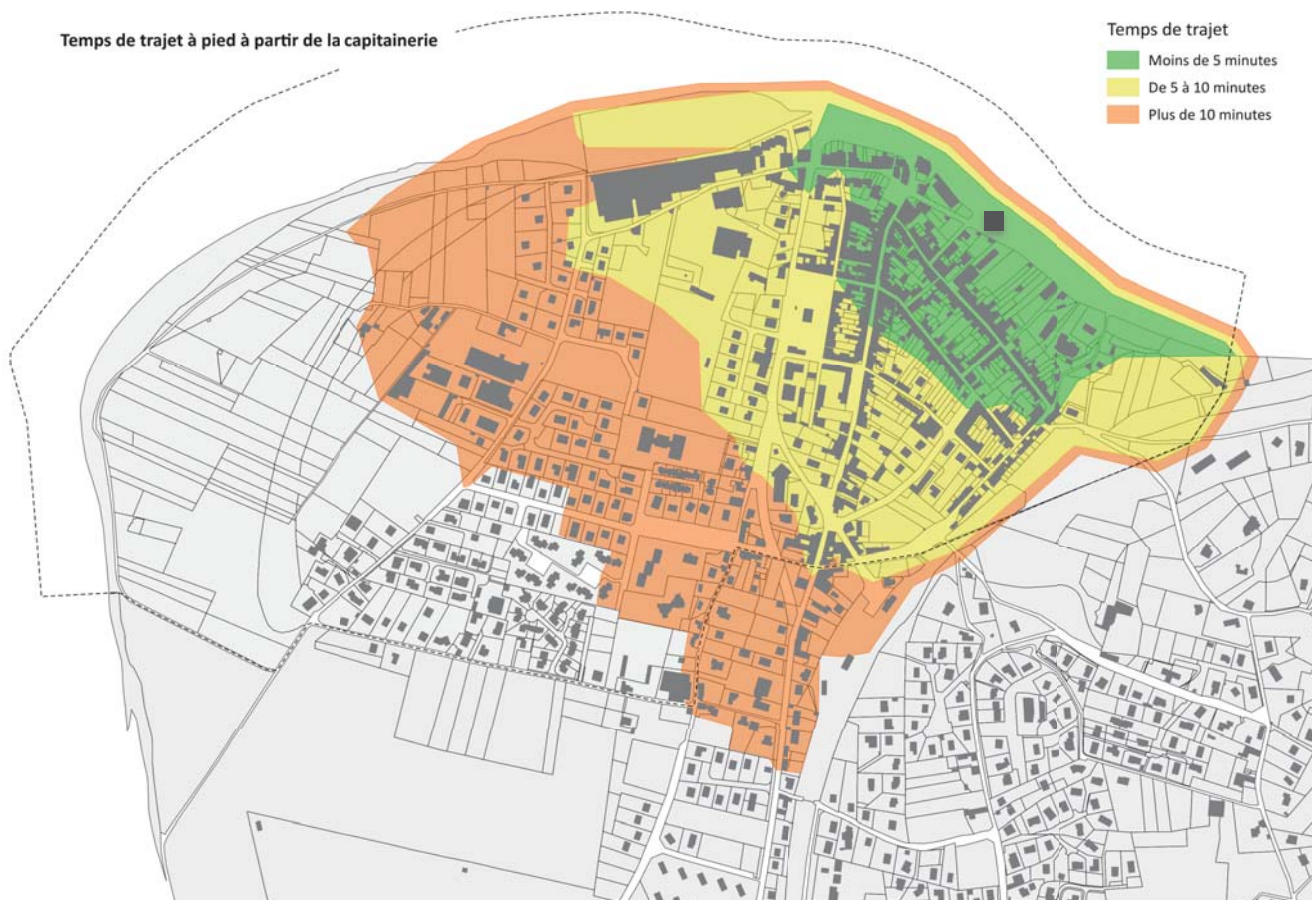 Temps de trajet à pied à partir de la capitainerie
Temps de trajet
Moins de 5 minutes
De 5 à 10 minutes
Plus de 10 minutes